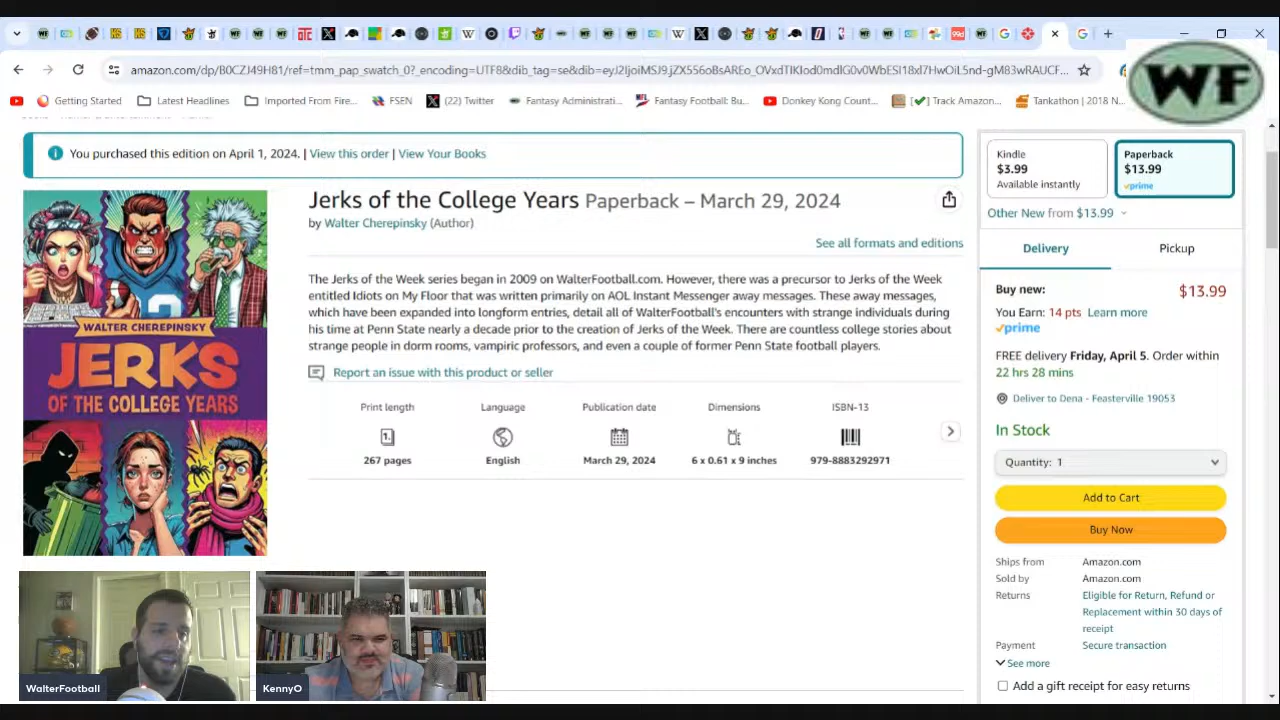 amazon.com/dp/B0CZJ49H81/ref=tmm_pap_swatch_0?_encoding=UTF8&dib_tag=se&dib=
WF
Getting Started
Latest Headlines
Imported From Fire...
FSEN
(22) Twitter
Fantasy Administrati...
Fantasy Football: Bu...
Donkey Kong Count...
Track Amazon...
Tankathon | 2018 N...
You purchased this edition on April 1, 2024. | View this order | View Your Books
Jerks of the College Years Paperback – March 29, 2024
by Walter Cherepinsky (Author)
See all formats and editions
The Jerks of the Week series began in 2009 on WalterFootball.com. However, there was a precursor to Jerks of the Week
entitled Idiots on My Floor that was written primarily on AOL Instant Messenger away messages. These away messages,
which have been expanded into longform entries, detail all of WalterFootball's encounters with strange individuals during
his time at Penn State nearly a decade prior to the creation of Jerks of the Week. There are countless college stories about
strange people in dorm rooms, vampiric professors, and even a couple of former Penn State football players.
Report an issue with this product or seller
Print length
267 pages
Language
English
Publication date
March 29, 2024
Dimensions
6 x 0.61 x 9 inches
ISBN-13
979-8883292971
WALTER CHEREPINSKY
JERKS
OF THE COLLEGE YEARS
Kindle
$3.99
Available instantly
Paperback
$13.99
prime
Other New from $13.99
Delivery
Pickup
Buy new:
$13.99
You Earn: 14 pts Learn more
prime
FREE delivery Friday, April 5. Order within
22 hrs 28 mins
Deliver to Dena - Feasterville 19053
In Stock
Quantity: 1
Add to Cart
Buy Now
Ships from Amazon.com
Sold by Amazon.com
Returns Eligible for Return, Refund or
Replacement within 30 days of
receipt
Payment Secure transaction
See more
Add a gift receipt for easy returns
WalterFootball
KennyO